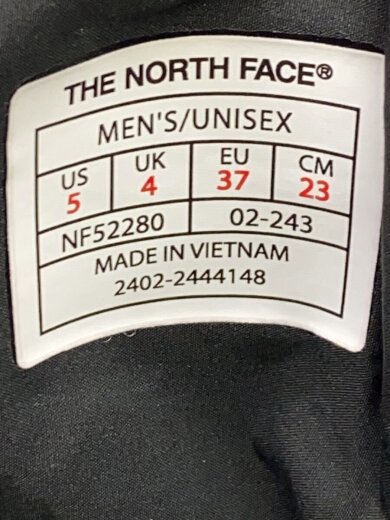 THE NORTH FACE®
MEN'S/UNISEX
US UK EU CM
5 4 37 23
NF52280 02-243
MADE IN VIETNAM
2402-2444148